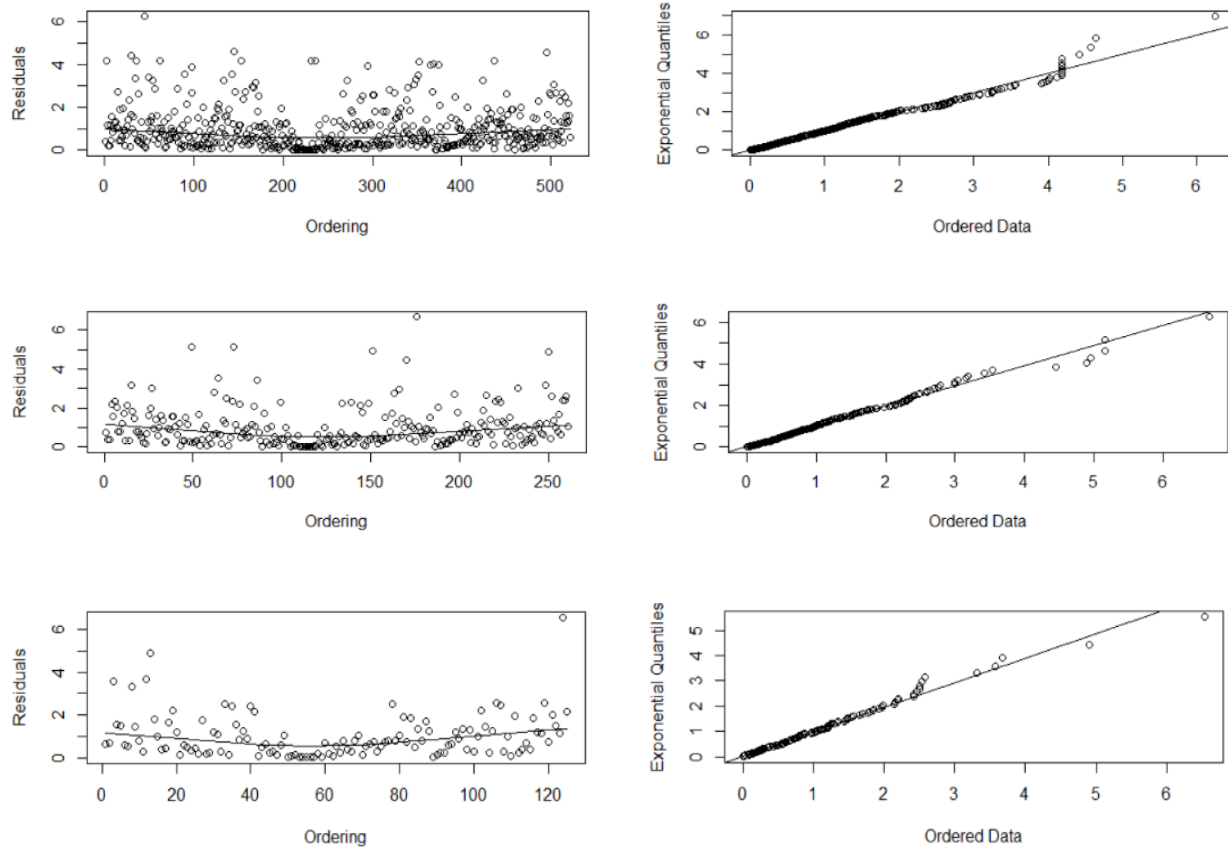 Residuals
0 2 4 6
0 100 200 300 400 500
Ordering
Exponential Quantiles
0 2 4 6
0 1 2 3 4 5 6
Ordered Data
Residuals
0 2 4 6
0 50 100 150 200 250
Ordering
Exponential Quantiles
0 2 4 6
0 1 2 3 4 5 6
Ordered Data
Residuals
0 2 4 6
0 20 40 60 80 100 120
Ordering
Exponential Quantiles
0 1 2 3 4 5
0 1 2 3 4 5 6
Ordered Data